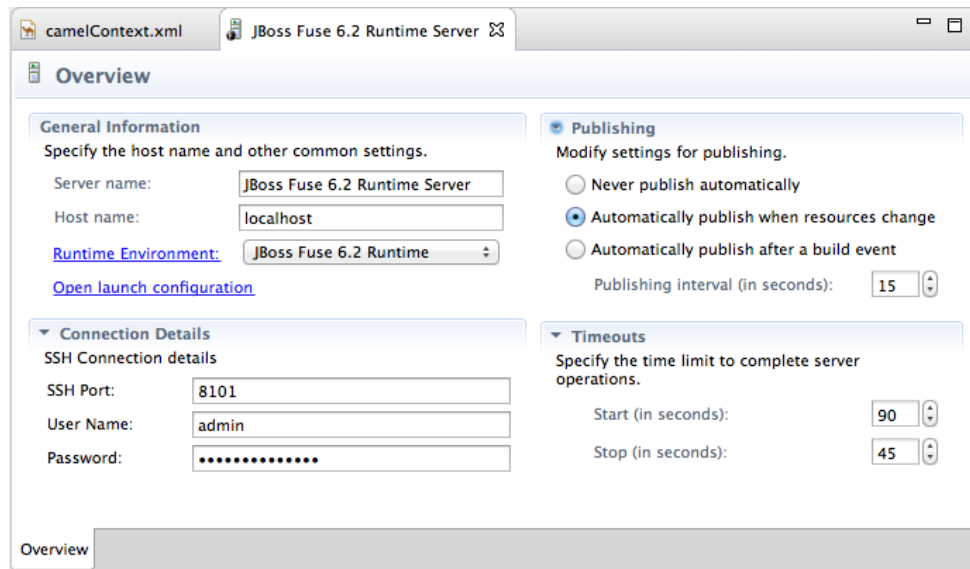 camelContext.xml
JBoss Fuse 6.2 Runtime Server
Overview
General Information
Specify the host name and other common settings.
Server name: JBoss Fuse 6.2 Runtime Server
Host name: localhost
Runtime Environment: JBoss Fuse 6.2 Runtime
Open launch configuration
Connection Details
SSH Connection details
SSH Port: 8101
User Name: admin
Password: ••••••••••••••
Publishing
Modify settings for publishing.
Never publish automatically
Automatically publish when resources change
Automatically publish after a build event
Publishing interval (in seconds): 15
Timeouts
Specify the time limit to complete server
operations.
Start (in seconds): 90
Stop (in seconds): 45
Overview